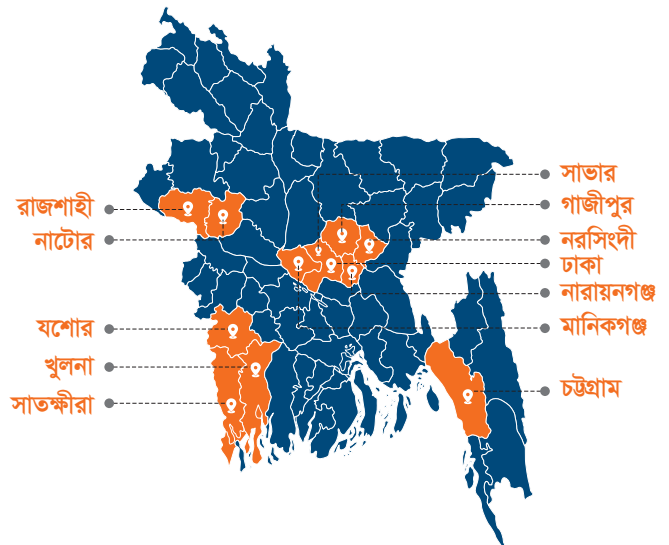 রাজশাহী
নাটোর
যশোর
খুলনা
সাতক্ষীরা
সাভার
গাজীপুর
নরসিংদী
ঢাকা
নারায়নগঞ্জ
মানিকগঞ্জ
চট্টগ্রাম